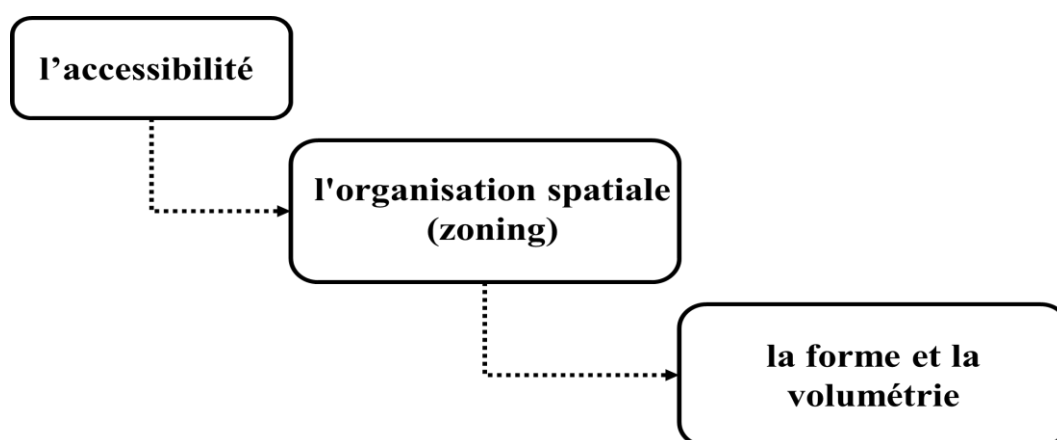 l’accessibilité
l'organisation spatiale
(zoning)
la forme et la
volumétrie